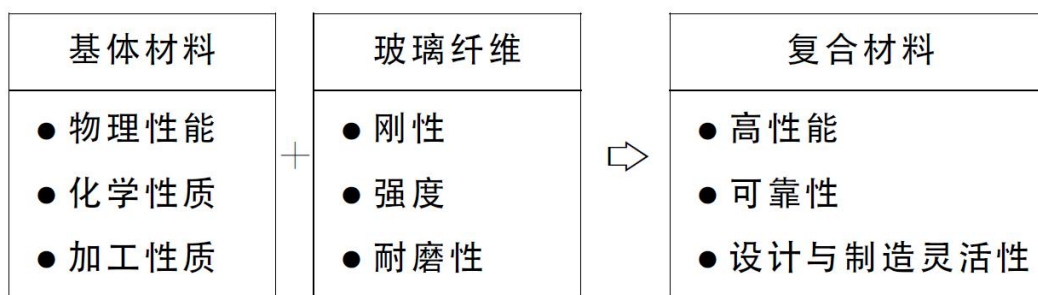 基体材料
● 物理性能
● 化学性质
● 加工性质
+
玻璃纤维
● 刚性
● 强度
● 耐磨性
⇨
复合材料
● 高性能
● 可靠性
● 设计与制造灵活性